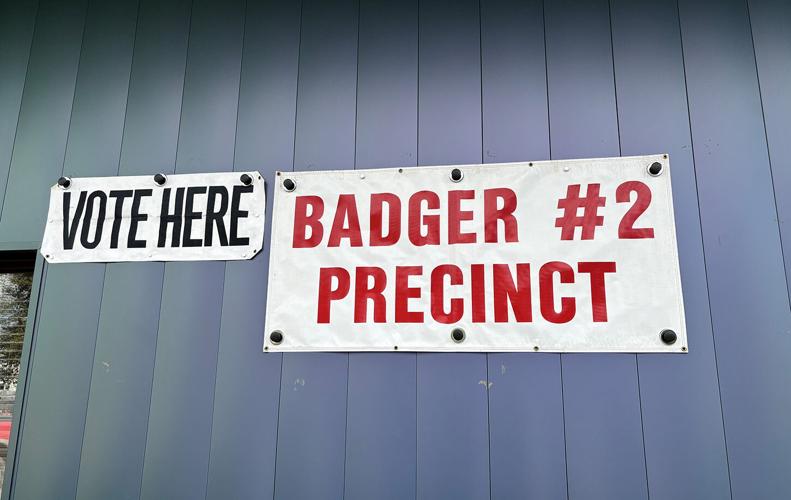 VOTE HERE
BADGER #2
PRECINCT